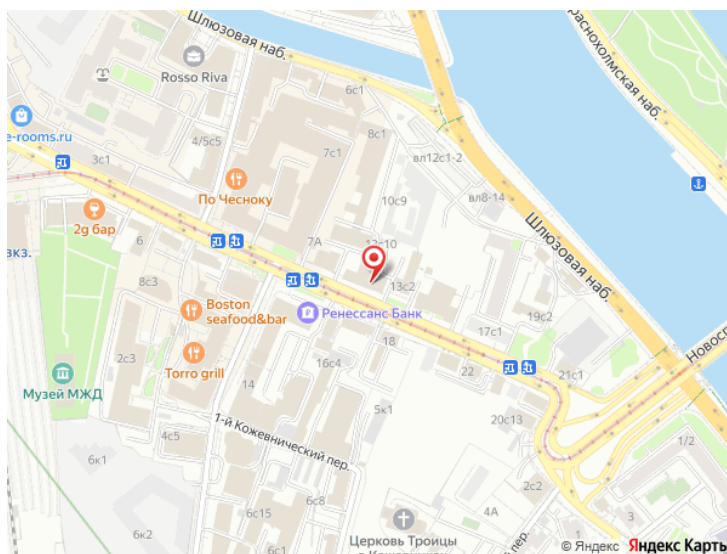 Шлюзовая наб.
Краснохолмская наб.
Rosso Riva
6с1
8с1
4/5с5
7с1
e-rooms.ru
3с1
вл12с1-2
вл8-14
10с9
По Чесноку
2g бар
7А
12с10
Шлюзовая наб.
6
вкз.
8с3
13с2
Boston
seafood&bar
Ренессанс Банк
19с2
17с1
Новосп
2с3
Torro grill
16с4
18
21с1
Музей МЖД
14
22
5к1
20с13
1-й Кожевнический пер.
4с5
1/2
6к1
2с2
6с15
6с8
4А
пер.
6к2
Церковь Троицы
в Кожевниках
© Яндекс Яндекс Карты